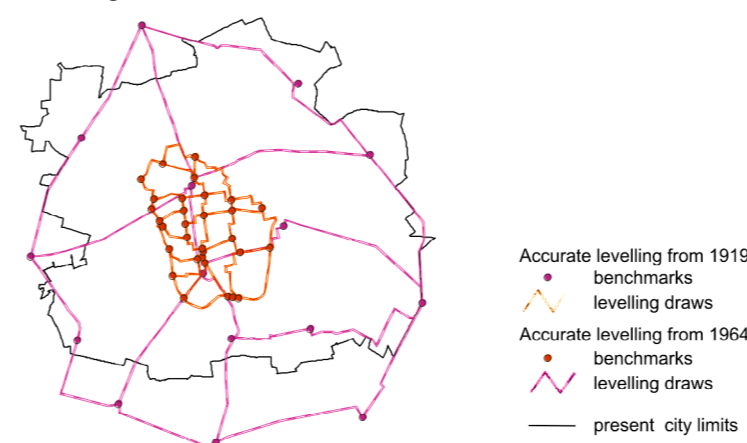 Accurate levelling from 1919
benchmarks
levelling draws
Accurate levelling from 1964
benchmarks
levelling draws
present city limits